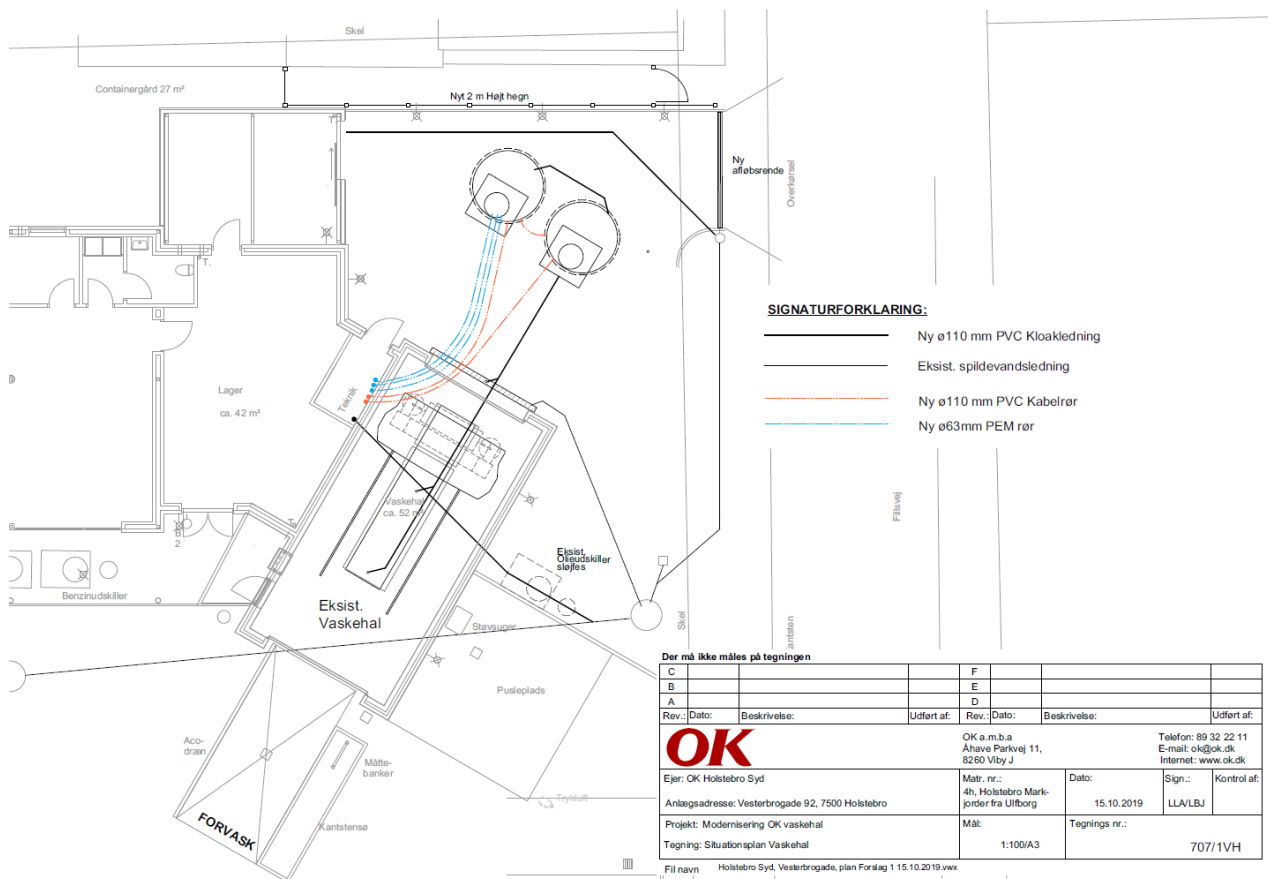 Skel
Containergård 27 m²
Nyt 2 m Højt hegn
T.
Ny
afløbsrende
Overkørsel
T.
SIGNATURFORKLARING:
Ny ø110 mm PVC Kloakledning
Eksist. spildevandsledning
Ny ø110 mm PVC Kabelrør
Ny ø63mm PEM rør
Lager
ca. 42 m²
Teknik
Vaskehal
ca. 52 m²
Fillsvej
B
2
Eksist.
Olieudskiller
sløjfes
Benzinudskiller
Eksist.
Vaskehal
Støvsuger
Skel
antsten
Pusleplads
Aco-
dræn
Måtte-
banker
Trykluft
Kantstensø
FORVASK
Der må ikke måles på tegningen
C F
B E
A D
Rev.: Dato: Beskrivelse: Udført af: Rev.: Dato: Beskrivelse: Udført af:
OK
OK a.m.b.a
Åhave Parkvej 11,
8260 Viby J
Telefon: 89 32 22 11
E-mail: ok@ok.dk
Internet: www.ok.dk
Ejer: OK Holstebro Syd
Anlægsadresse: Vesterbrogade 92, 7500 Holstebro
Matr. nr.:
4h, Holstebro Mark-
jorder fra Ulfborg
Dato:
15.10.2019
Sign.:
LLA/LBJ
Kontrol af:
Projekt: Modernisering OK vaskehal
Tegning: Situationsplan Vaskehal
Mål:
1:100/A3
Tegnings nr.:
707/1VH
Fil navn Holstebro Syd, Vesterbrogade, plan Forslag 1 15.10.2019.vwx